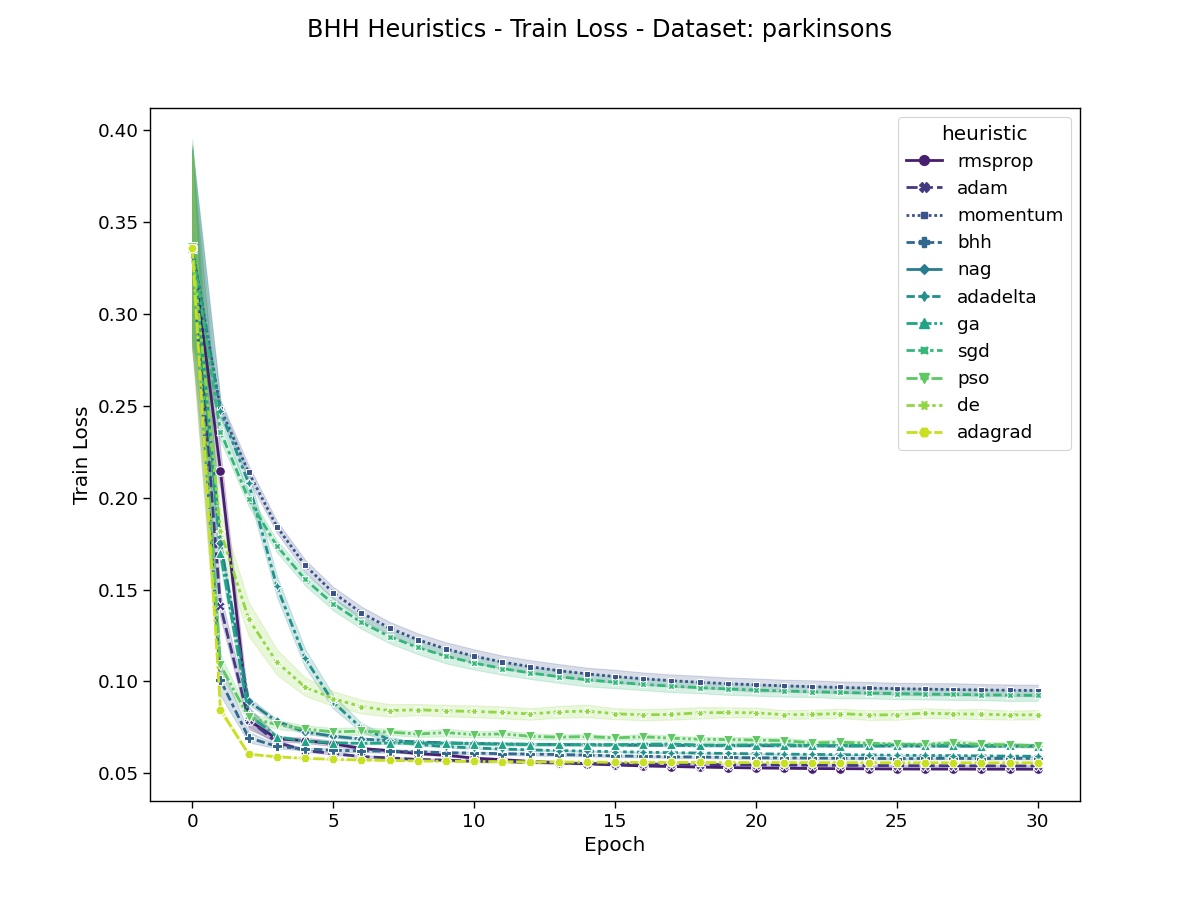 BHH Heuristics - Train Loss - Dataset: parkinsons
heuristic
rmsprop
adam
momentum
bhh
nag
adadelta
ga
sgd
pso
de
adagrad
Train Loss
0.40
0.35
0.30
0.25
0.20
0.15
0.10
0.05
0 5 10 15 20 25 30
Epoch